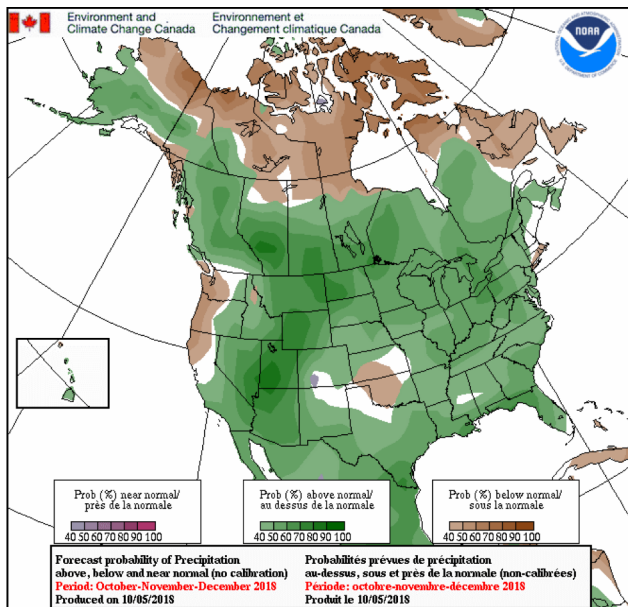 Environment and
Climate Change Canada
Environnement et
Changement climatique Canada
NOAA
Prob (%) near normal/
près de la normale
40 50 60 70 80 90 100
Prob (%) above normal/
au dessus de la normale
40 50 60 70 80 90 100
Prob (%) below normal/
sous la normale
40 50 60 70 80 90 100
Forecast probability of Precipitation
above, below and near normal (no calibration)
Period: October-November-December 2018
Produced on 10/05/2018
Probabilités prévues de précipitation
au-dessus, sous et près de la normale (non-calibrées)
Période: octobre-novembre-décembre 2018
Produit le 10/05/2018